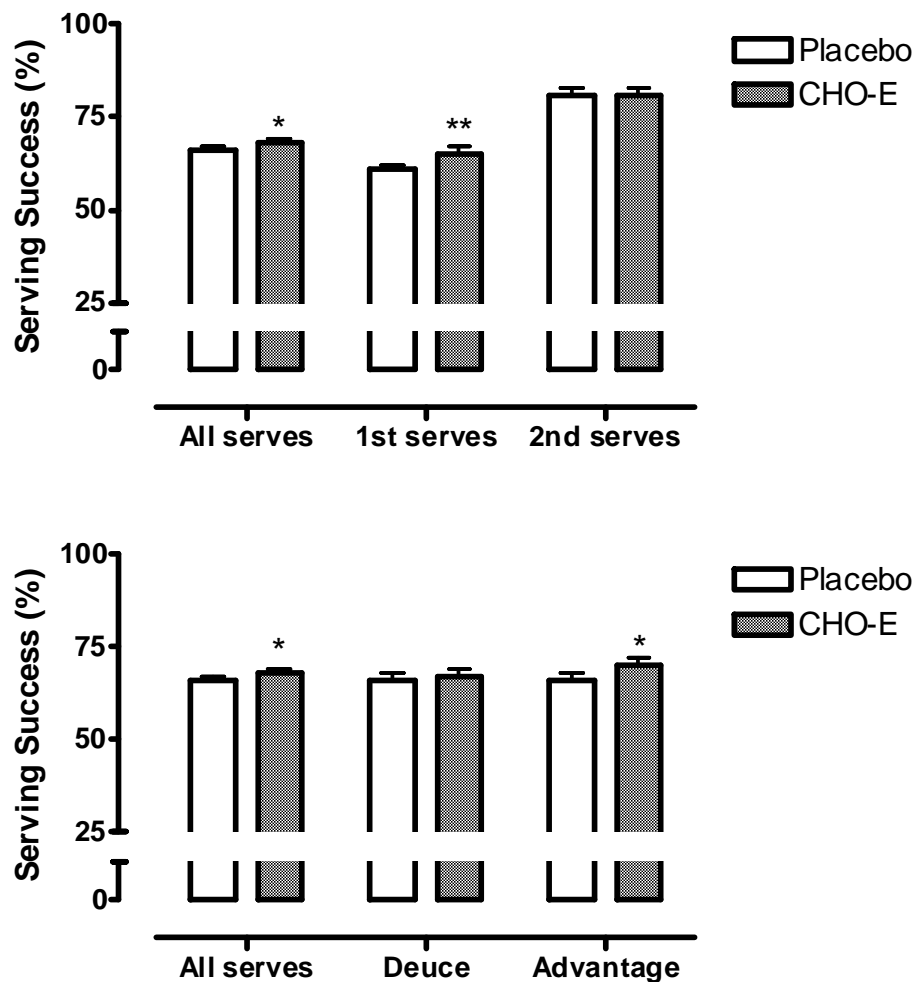 100
75
50
25
0
Serving Success (%)
*
**
Placebo
CHO-E
All serves 1st serves 2nd serves
100
75
50
25
0
Serving Success (%)
*
*
Placebo
CHO-E
All serves Deuce Advantage